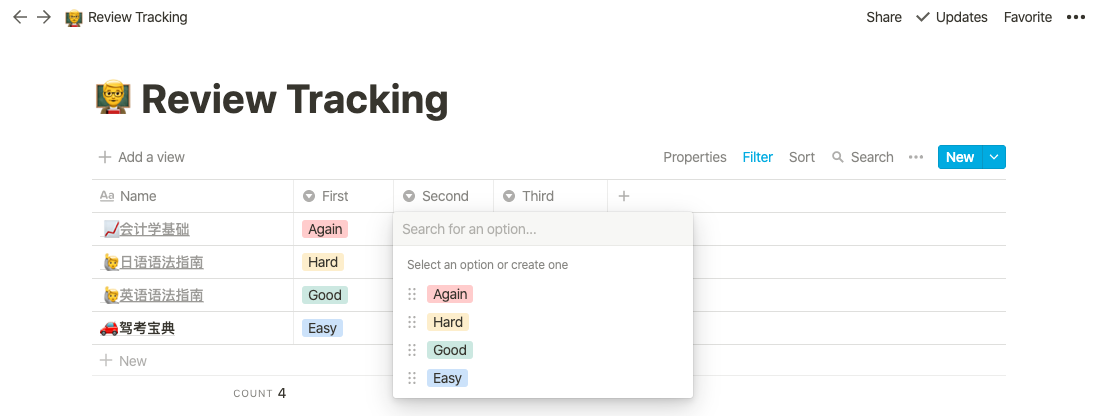 Review Tracking
Share Updates Favorite
Review Tracking
Add a view
Properties Filter Sort Search New
Aa Name First Second Third
会计学基础 Again
Search for an option...
日语语法指南 Hard
Select an option or create one
英语语法指南 Good
Again
驾考宝典 Easy
Hard
Good
New
Easy
COUNT 4